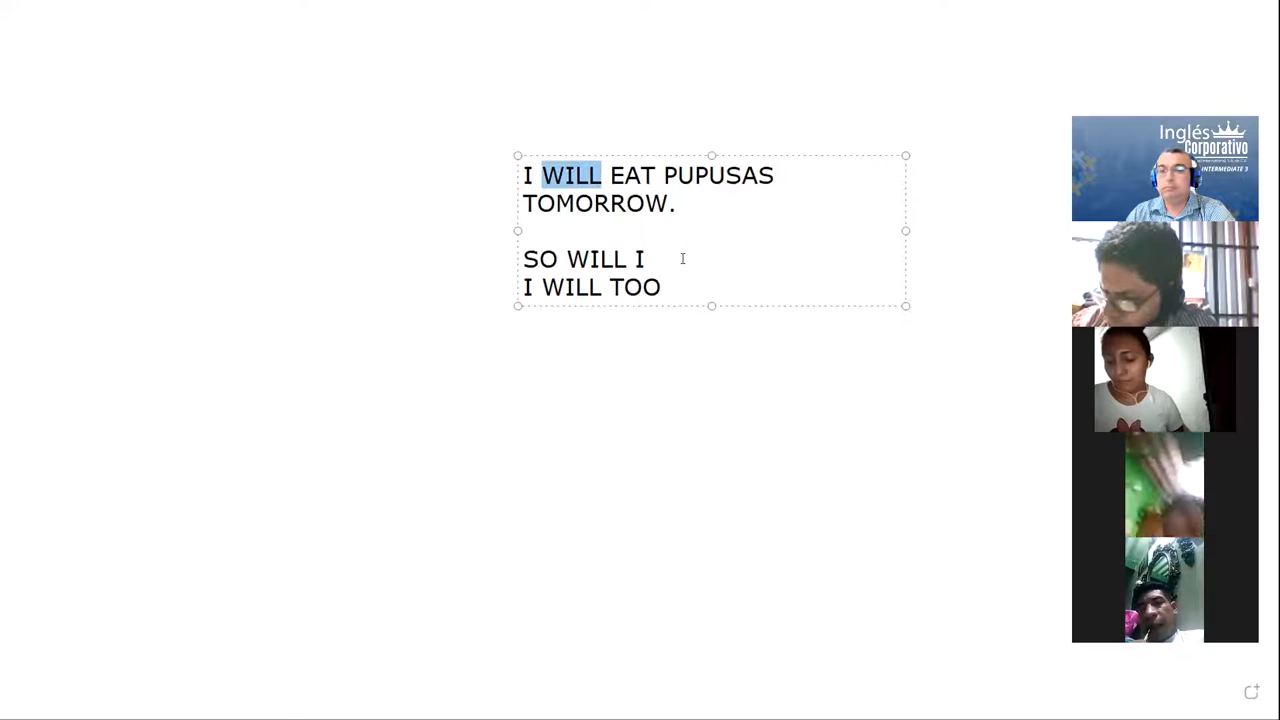 I WILL EAT PUPUSAS
TOMORROW.
SO WILL I
I WILL TOO
Inglés
Corporativo
INTERMEDIATE 3